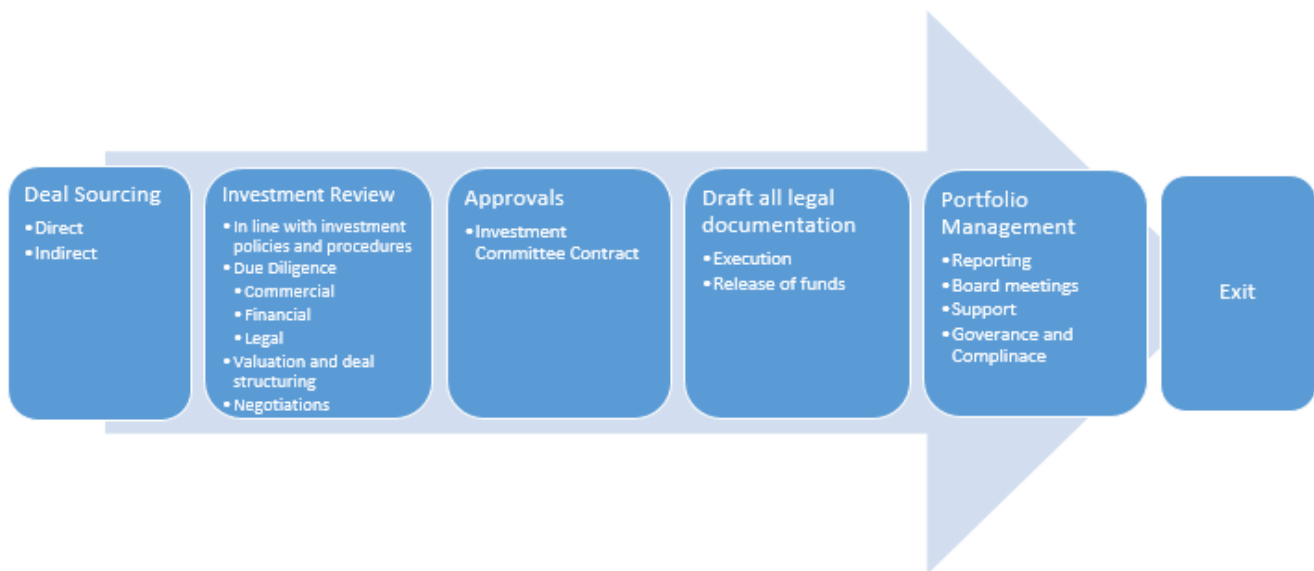 Deal Sourcing
•Direct
•Indirect
Investment Review
•In line with investment
policies and procedures
•Due Diligence
•Commercial
•Financial
•Legal
•Valuation and deal
structuring
•Negotiations
Approvals
•Investment
Committee Contract
Draft all legal
documentation
•Execution
•Release of funds
Portfolio
Management
•Reporting
•Board meetings
•Support
•Goverance and
Complinace
Exit